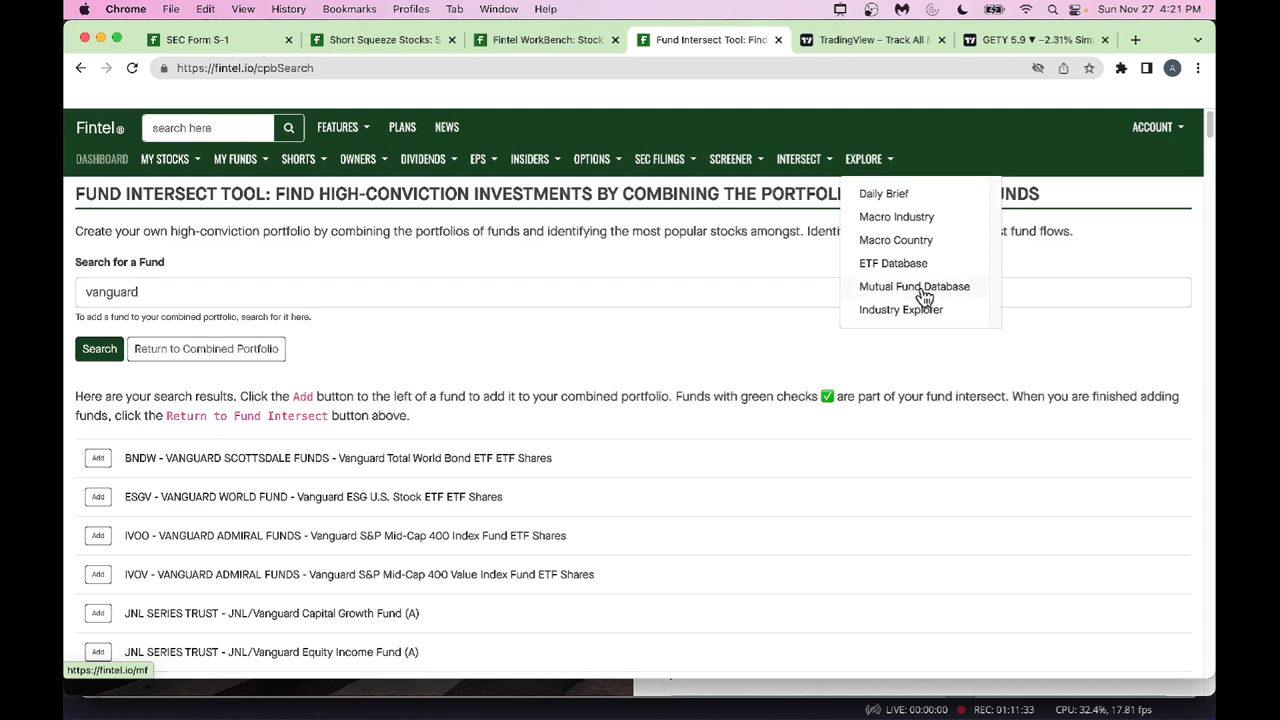 Chrome File Edit View History Bookmarks Profiles Tab Window Help Sun Nov 27 4:21 PM
SEC Form S-1
Short Squeeze Stocks: S
Fintel WorkBench: Stock
Fund Intersect Tool: Find
TradingView – Track All M
GETY 5.9 ▼ −2.31% Sim
https://fintel.io/cpbSearch
A
Fintel®
search here
FEATURES PLANS NEWS
ACCOUNT
DASHBOARD MY STOCKS MY FUNDS SHORTS OWNERS DIVIDENDS EPS INSIDERS OPTIONS SEC FILINGS SCREENER INTERSECT EXPLORE
Daily Brief
Macro Industry
Macro Country
ETF Database
Mutual Fund Database
Industry Explorer
FUND INTERSECT TOOL: FIND HIGH-CONVICTION INVESTMENTS BY COMBINING THE
Create your own high-conviction portfolio by combining the portfolios of funds and identifying the most popular stocks amongst. fund flows.
Search for a Fund
vanguard
To add a fund to your combined portfolio, search for it here.
Search Return to Combined Portfolio
Here are your search results. Click the Add button to the left of a fund to add it to your combined portfolio. Funds with green checks ✅ are part of your fund intersect. When you are finished adding
funds, click the Return to Fund Intersect button above.
Add BNDW - VANGUARD SCOTTSDALE FUNDS - Vanguard Total World Bond ETF ETF Shares
Add ESGV - VANGUARD WORLD FUND - Vanguard ESG U.S. Stock ETF ETF Shares
Add IVOO - VANGUARD ADMIRAL FUNDS - Vanguard S&P Mid-Cap 400 Index Fund ETF Shares
Add IVOV - VANGUARD ADMIRAL FUNDS - Vanguard S&P Mid-Cap 400 Value Index Fund ETF Shares
Add JNL SERIES TRUST - JNL/Vanguard Capital Growth Fund (A)
Add JNL SERIES TRUST - JNL/Vanguard Equity Income Fund (A)
https://fintel.io/mf
LIVE: 00:00:00 REC: 01:11:33 CPU: 32.4%, 17.81 fps